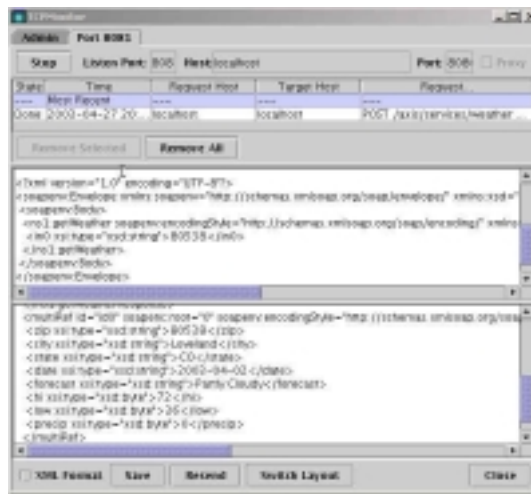 TCPMonitor
Admin Port 8081
Stop Listen Port: 808 Host: localhost Port: 808 Proxy
State Time Request Host Target Host Request...
---- Most Recent ---- ---- ----
Done 2003-04-27 20... localhost localhost POST /axis/services/weather ...
Remove Selected Remove All
<?xml version="1.0" encoding="UTF-8"?>
<soapenv:Envelope xmlns:soapenv="http://schemas.xmlsoap.org/soap/envelope/" xmlns:xsd="
<soapenv:Body>
<ns1:getWeather soapenv:encodingStyle="http://schemas.xmlsoap.org/soap/encoding/" xmlns
<in0 xsi:type="xsd:string">80538</in0>
</ns1:getWeather>
</soapenv:Body>
</soapenv:Envelope>
<multiRef id="id0" soapenc:root="0" soapenv:encodingStyle="http://schemas.xmlsoap.org/soa
<zip xsi:type="xsd:string">80538</zip>
<city xsi:type="xsd:string">Loveland</city>
<state xsi:type="xsd:string">CO</state>
<date xsi:type="xsd:string">2003-04-02</date>
<forecast xsi:type="xsd:string">Partly Cloudy</forecast>
<hi xsi:type="xsd:byte">72</hi>
<low xsi:type="xsd:byte">36</low>
<precip xsi:type="xsd:byte">0</precip>
</multiRef>
XML Format Save Resend Switch Layout Close